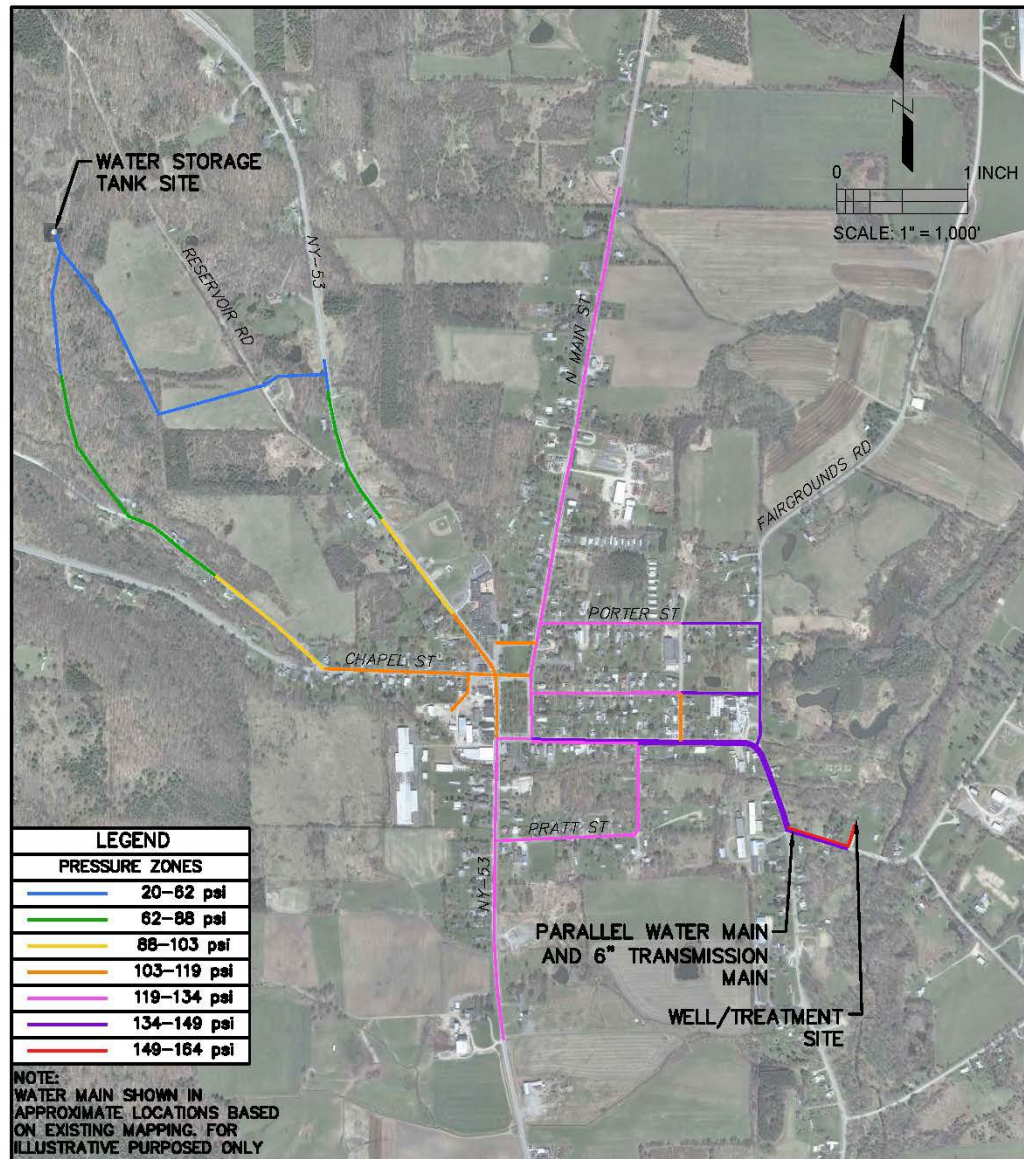 WATER STORAGE
TANK SITE
N
0 1 INCH
SCALE: 1" = 1,000'
NY-53
RESERVOIR RD
N MAIN ST
FAIRGROUNDS RD
PORTER ST
CHAPEL ST
PRATT ST
NY-53
LEGEND
PRESSURE ZONES
20-62 psi
62-88 psi
88-103 psi
103-119 psi
119-134 psi
134-149 psi
149-164 psi
PARALLEL WATER MAIN
AND 6" TRANSMISSION
MAIN
WELL/TREATMENT
SITE
NOTE:
WATER MAIN SHOWN IN
APPROXIMATE LOCATIONS BASED
ON EXISTING MAPPING. FOR
ILLUSTRATIVE PURPOSED ONLY